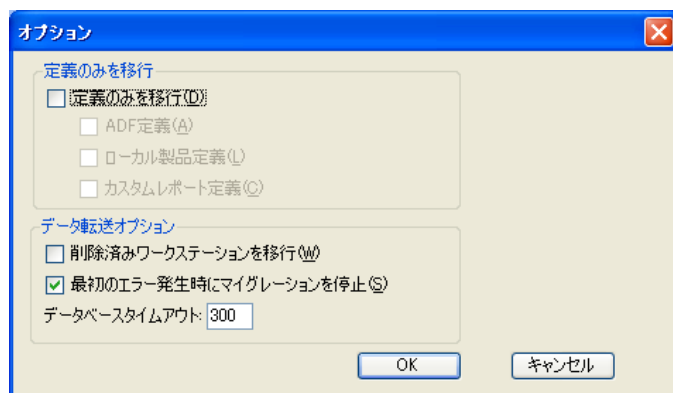 オプション
定義のみを移行
定義のみを移行(D)
ADF定義(A)
ローカル製品定義(L)
カスタムレポート定義(C)
データ転送オプション
削除済みワークステーションを移行(W)
最初のエラー発生時にマイグレーションを停止(S)
データベースタイムアウト: 300
OK キャンセル